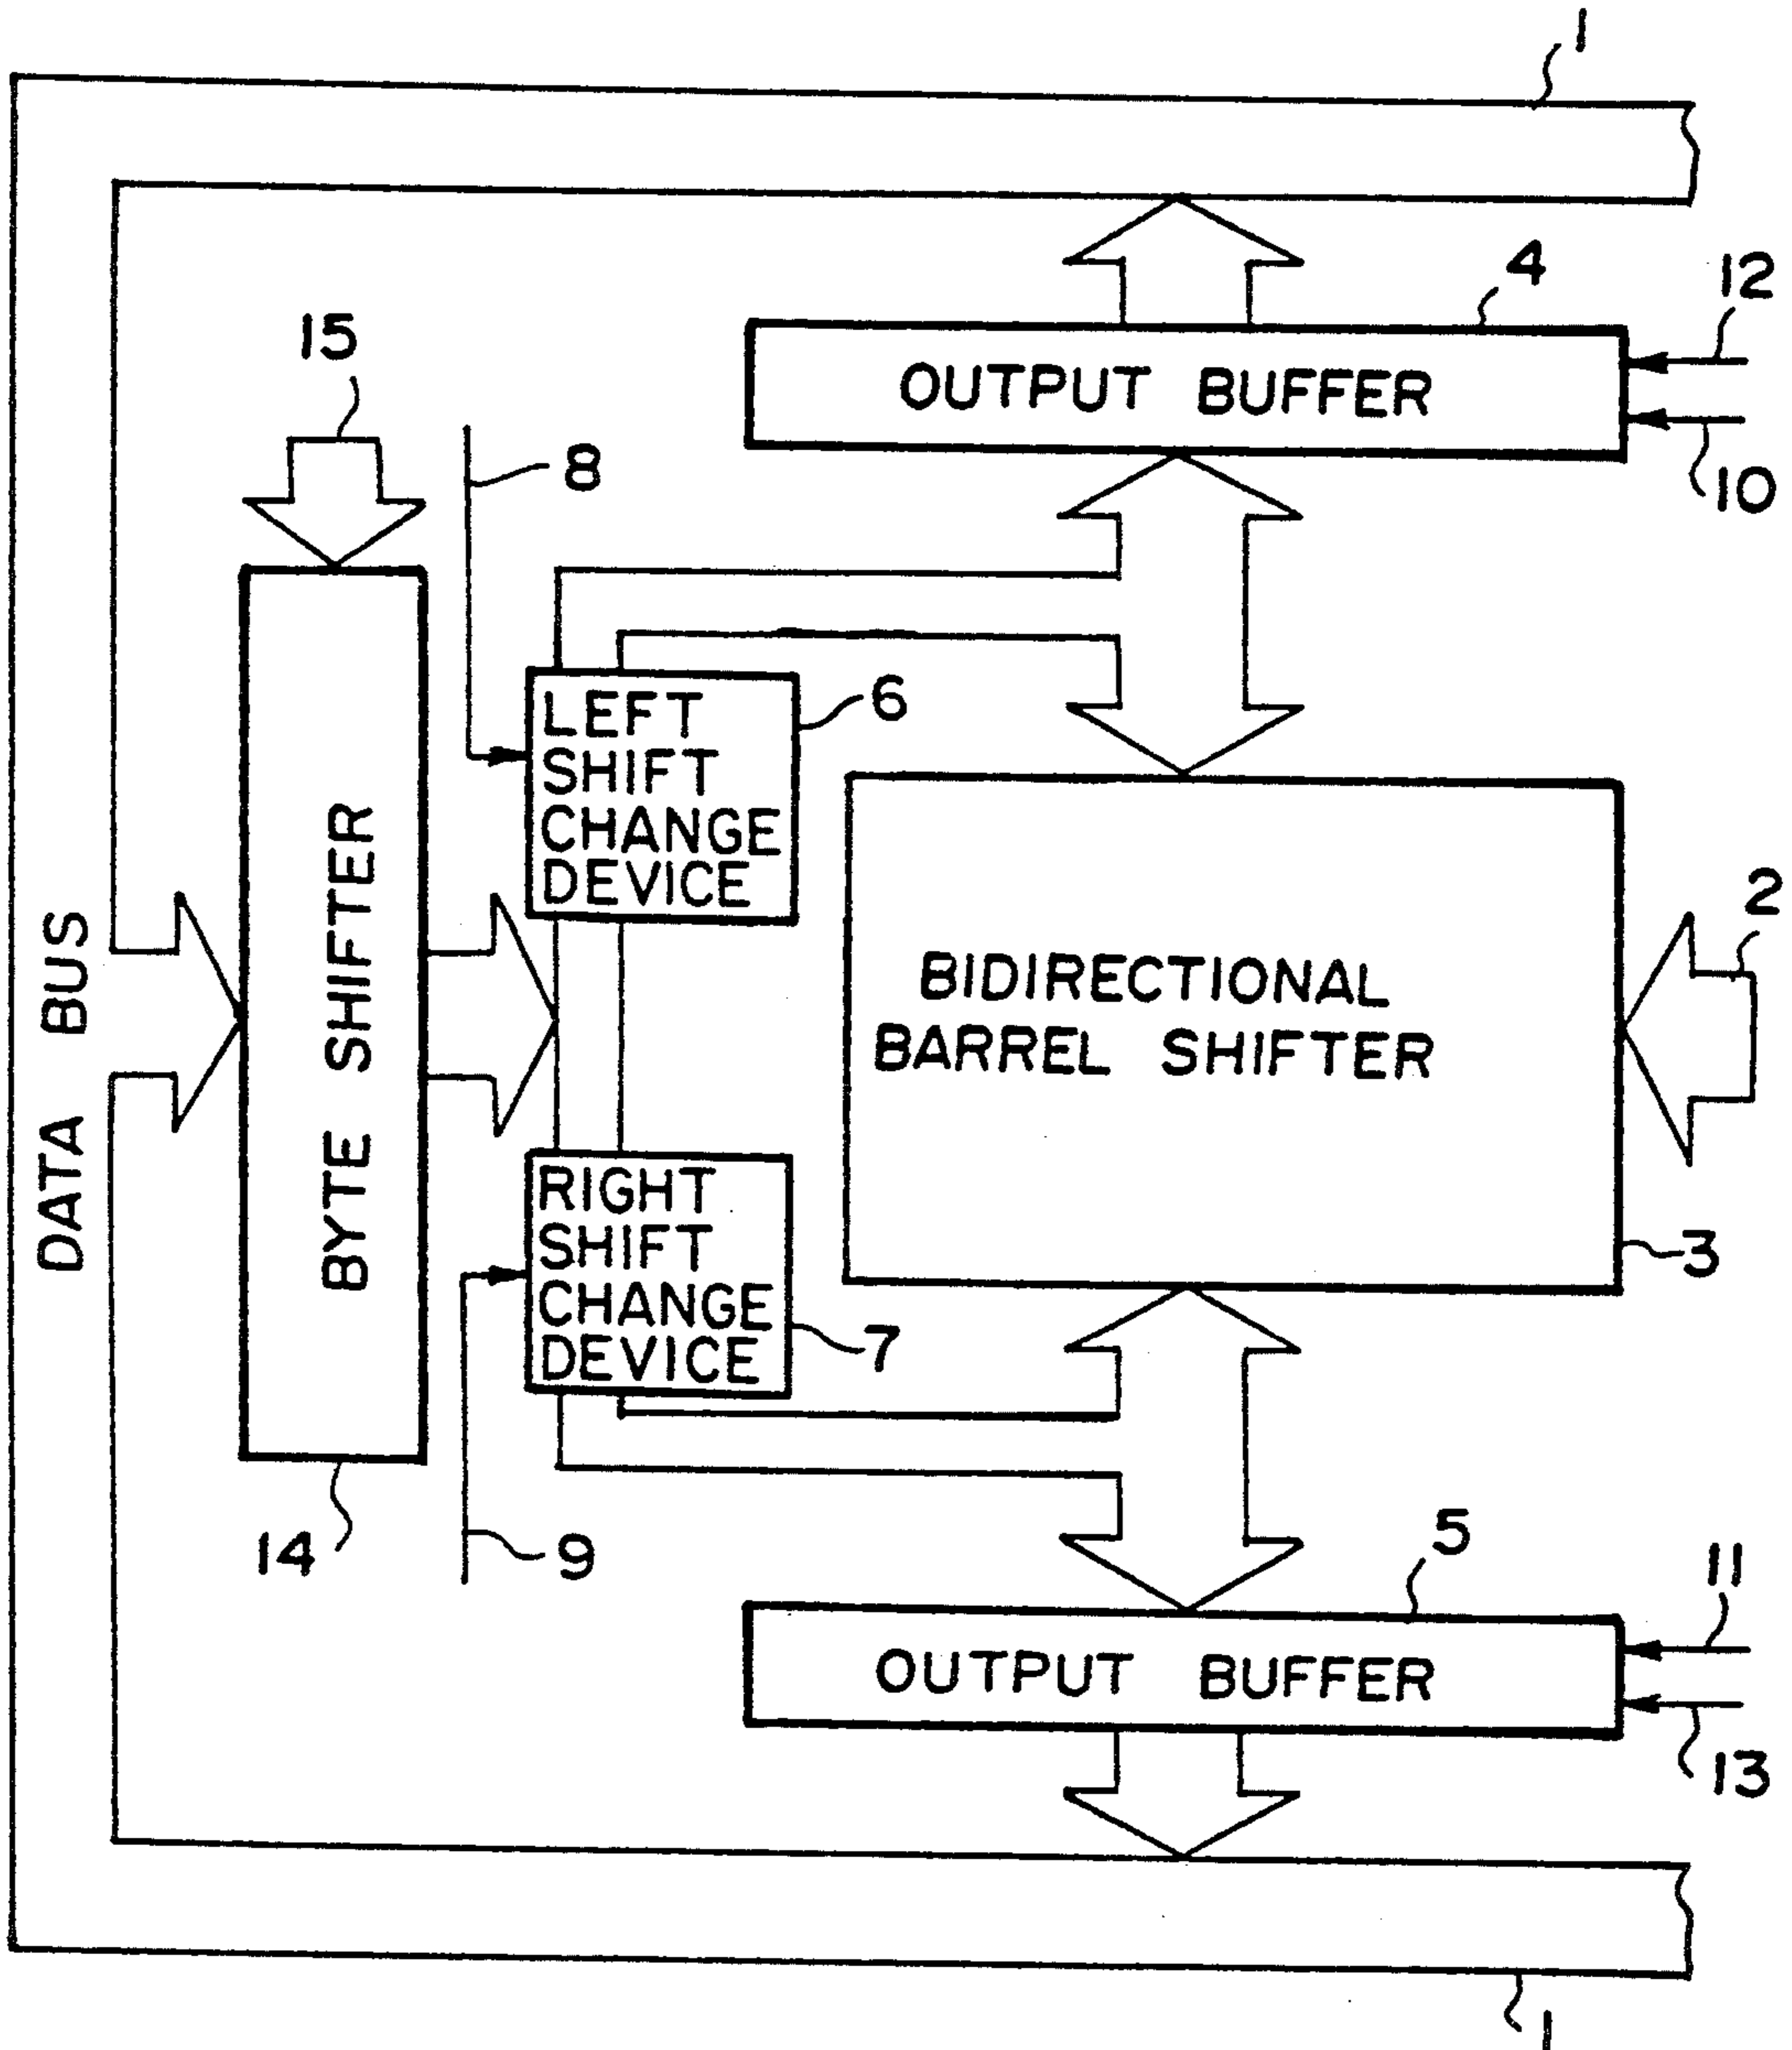 1
4
12
OUTPUT BUFFER
10
15
8
LEFT
SHIFT
CHANGE
DEVICE
6
DATA BUS
BYTE SHIFTER
BIDIRECTIONAL
BARREL SHIFTER
2
3
RIGHT
SHIFT
CHANGE
DEVICE
7
14
9
5
11
OUTPUT BUFFER
13
1